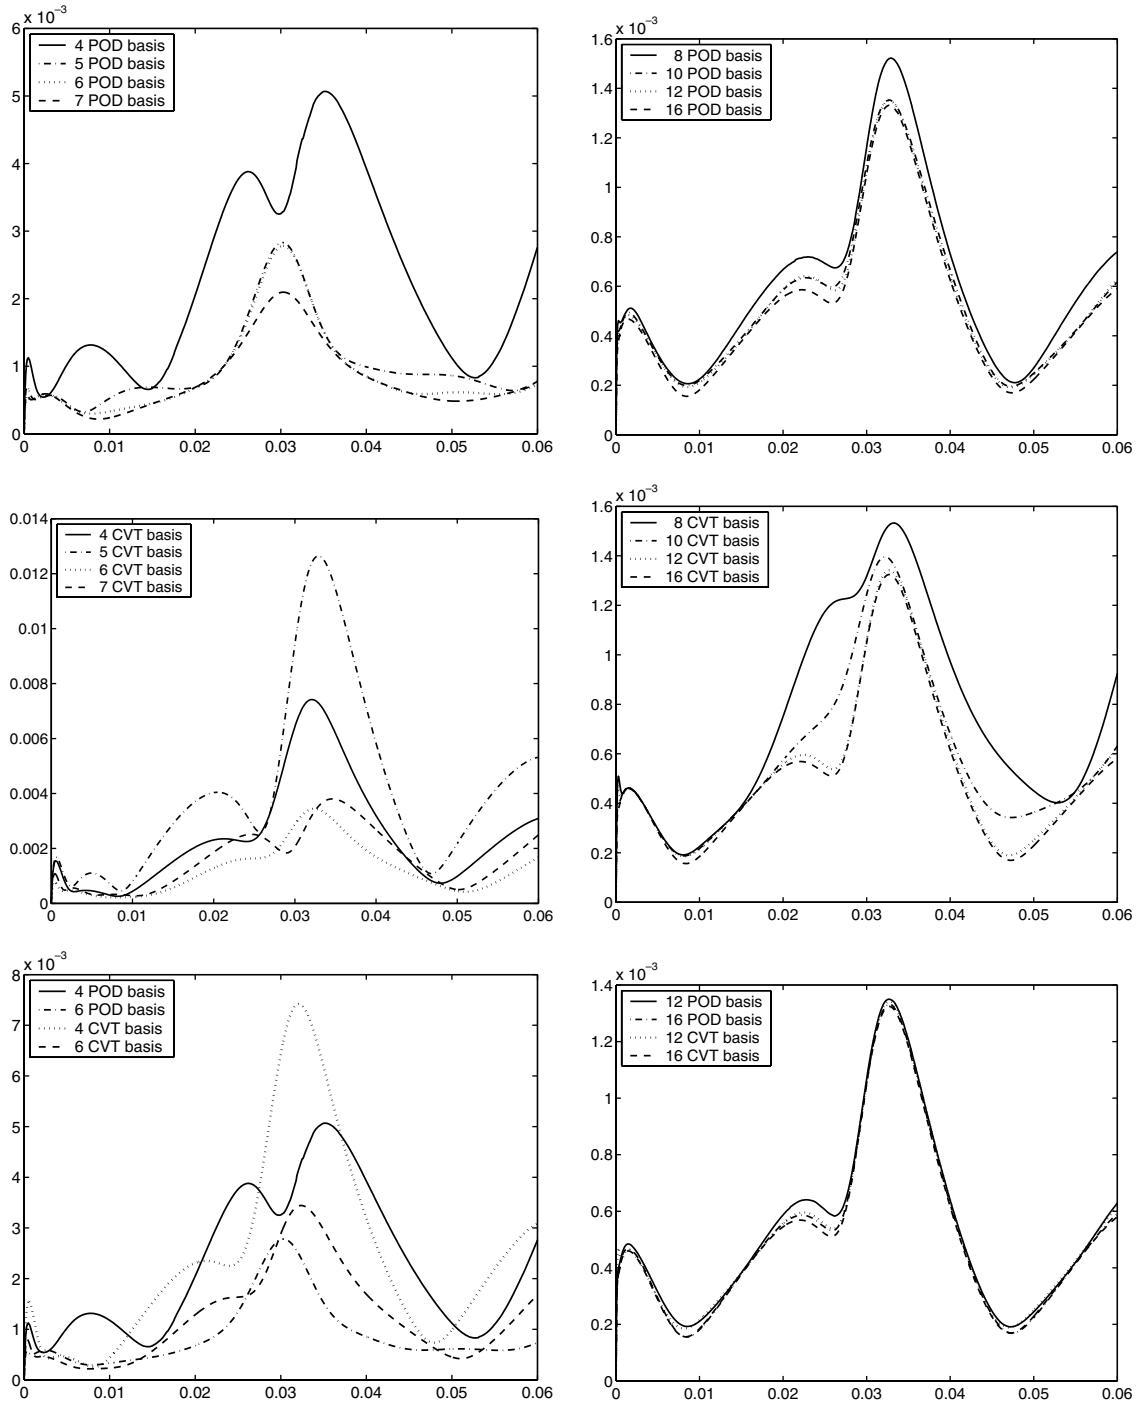 x 10⁻³
6
5
4
3
2
1
0
4 POD basis
5 POD basis
6 POD basis
7 POD basis
0 0.01 0.02 0.03 0.04 0.05 0.06
x 10⁻³
1.6
1.4
1.2
1
0.8
0.6
0.4
0.2
0
8 POD basis
10 POD basis
12 POD basis
16 POD basis
0 0.01 0.02 0.03 0.04 0.05 0.06
0.014
0.012
0.01
0.008
0.006
0.004
0.002
0
4 CVT basis
5 CVT basis
6 CVT basis
7 CVT basis
0 0.01 0.02 0.03 0.04 0.05 0.06
x 10⁻³
1.6
1.4
1.2
1
0.8
0.6
0.4
0.2
0
8 CVT basis
10 CVT basis
12 CVT basis
16 CVT basis
0 0.01 0.02 0.03 0.04 0.05 0.06
x 10⁻³
8
7
6
5
4
3
2
1
0
4 POD basis
6 POD basis
4 CVT basis
6 CVT basis
0 0.01 0.02 0.03 0.04 0.05 0.06
x 10⁻³
1.4
1.2
1
0.8
0.6
0.4
0.2
0
12 POD basis
16 POD basis
12 CVT basis
16 CVT basis
0 0.01 0.02 0.03 0.04 0.05 0.06